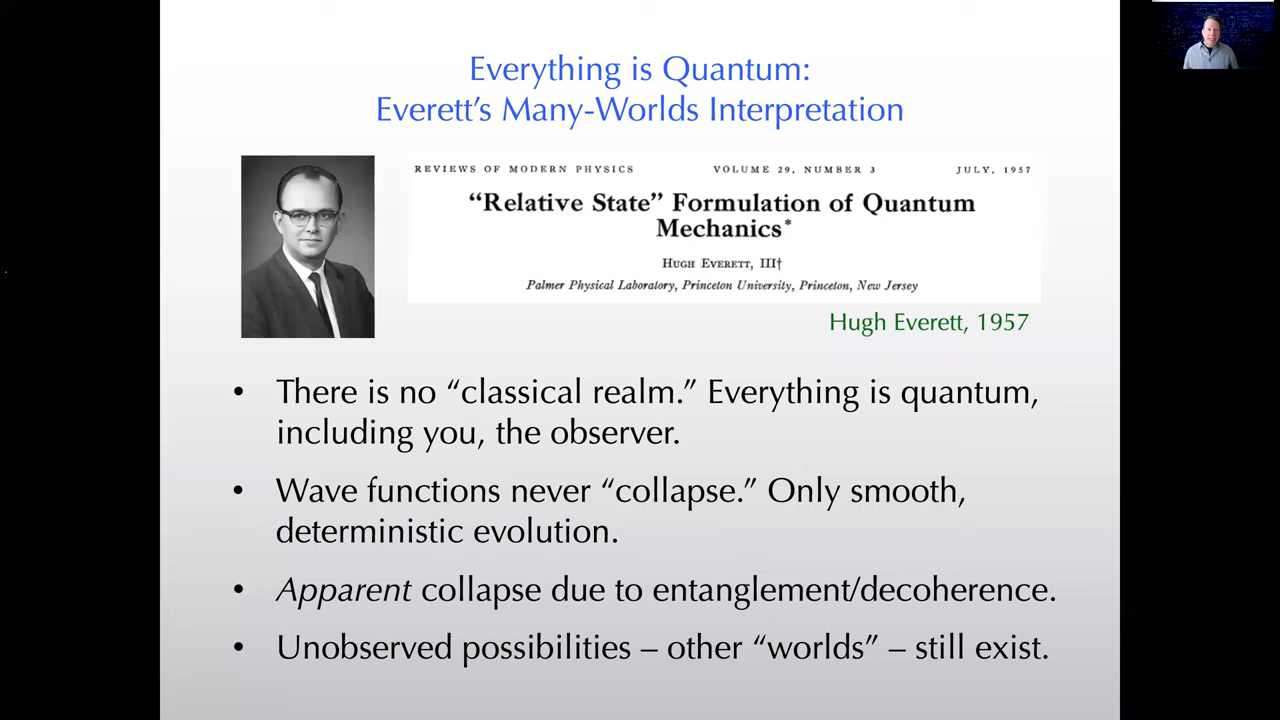 Everything is Quantum:
Everett’s Many-Worlds Interpretation
REVIEWS OF MODERN PHYSICS VOLUME 29, NUMBER 3 JULY, 1957
“Relative State” Formulation of Quantum
Mechanics*
HUGH EVERETT, III†
Palmer Physical Laboratory, Princeton University, Princeton, New Jersey
Hugh Everett, 1957
• There is no “classical realm.” Everything is quantum,
including you, the observer.
• Wave functions never “collapse.” Only smooth,
deterministic evolution.
• Apparent collapse due to entanglement/decoherence.
• Unobserved possibilities – other “worlds” – still exist.